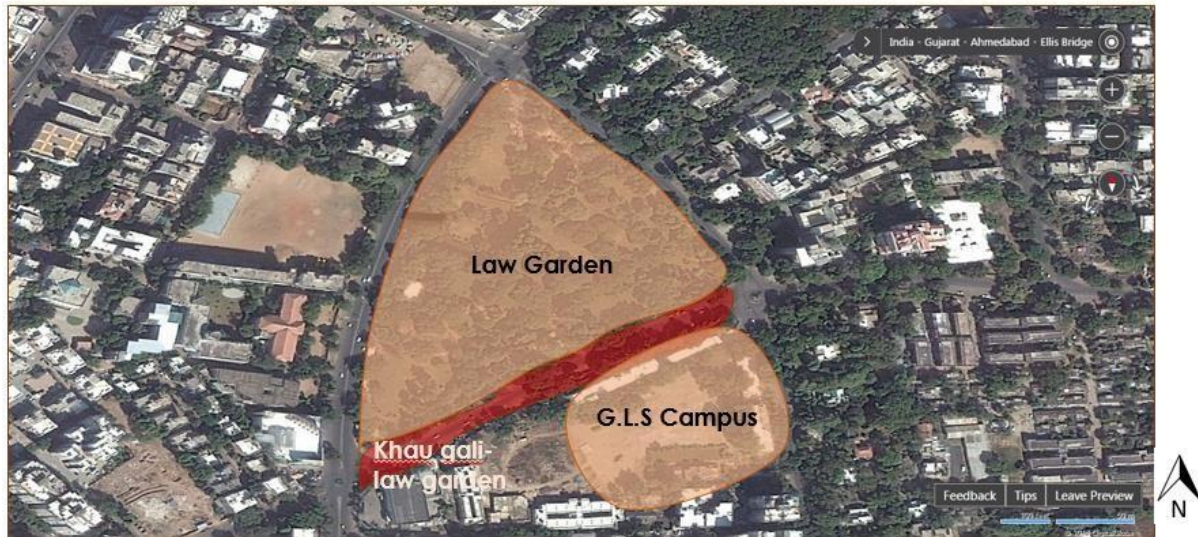 India - Gujarat - Ahmedabad - Ellis Bridge
Law Garden
G.L.S Campus
Khau gali-
law garden
Feedback Tips Leave Preview
N